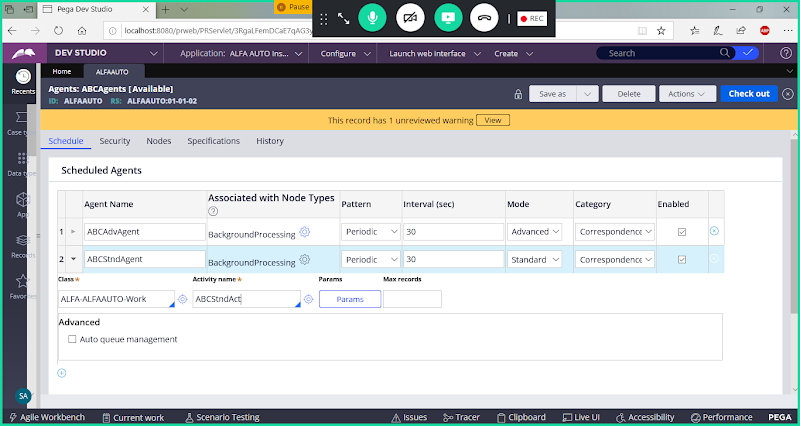 Pega Dev Studio
Pause
REC
localhost:8080/prweb/PRServlet/3RgaLFemDCaE7qAG3y
DEV STUDIO
Application: ALFA AUTO Ins...
Configure
Launch web interface
Create
Search
Home
ALFAAUTO
Recents
Agents: ABCAgents [Available]
ID: ALFAAUTO RS: ALFAAUTO:01-01-02
Save as
Delete
Actions
Check out
This record has 1 unreviewed warning
View
Case typ
Data types
App
Records
Favorites
Schedule
Security
Nodes
Specifications
History
Scheduled Agents
Agent Name
Associated with Node Types
Pattern
Interval (sec)
Mode
Category
Enabled
1 ABCAdvAgent BackgroundProcessing Periodic 30 Advanced Correspondence
2 ABCStndAgent BackgroundProcessing Periodic 30 Standard Correspondence
Class*
Activity name*
Params
Max records
ALFA-ALFAAUTO-Work
ABCStndAct
Params
Advanced
Auto queue management
SA
Agile Workbench
Current work
Scenario Testing
Issues
Tracer
Clipboard
Live UI
Accessibility
Performance
PEGA